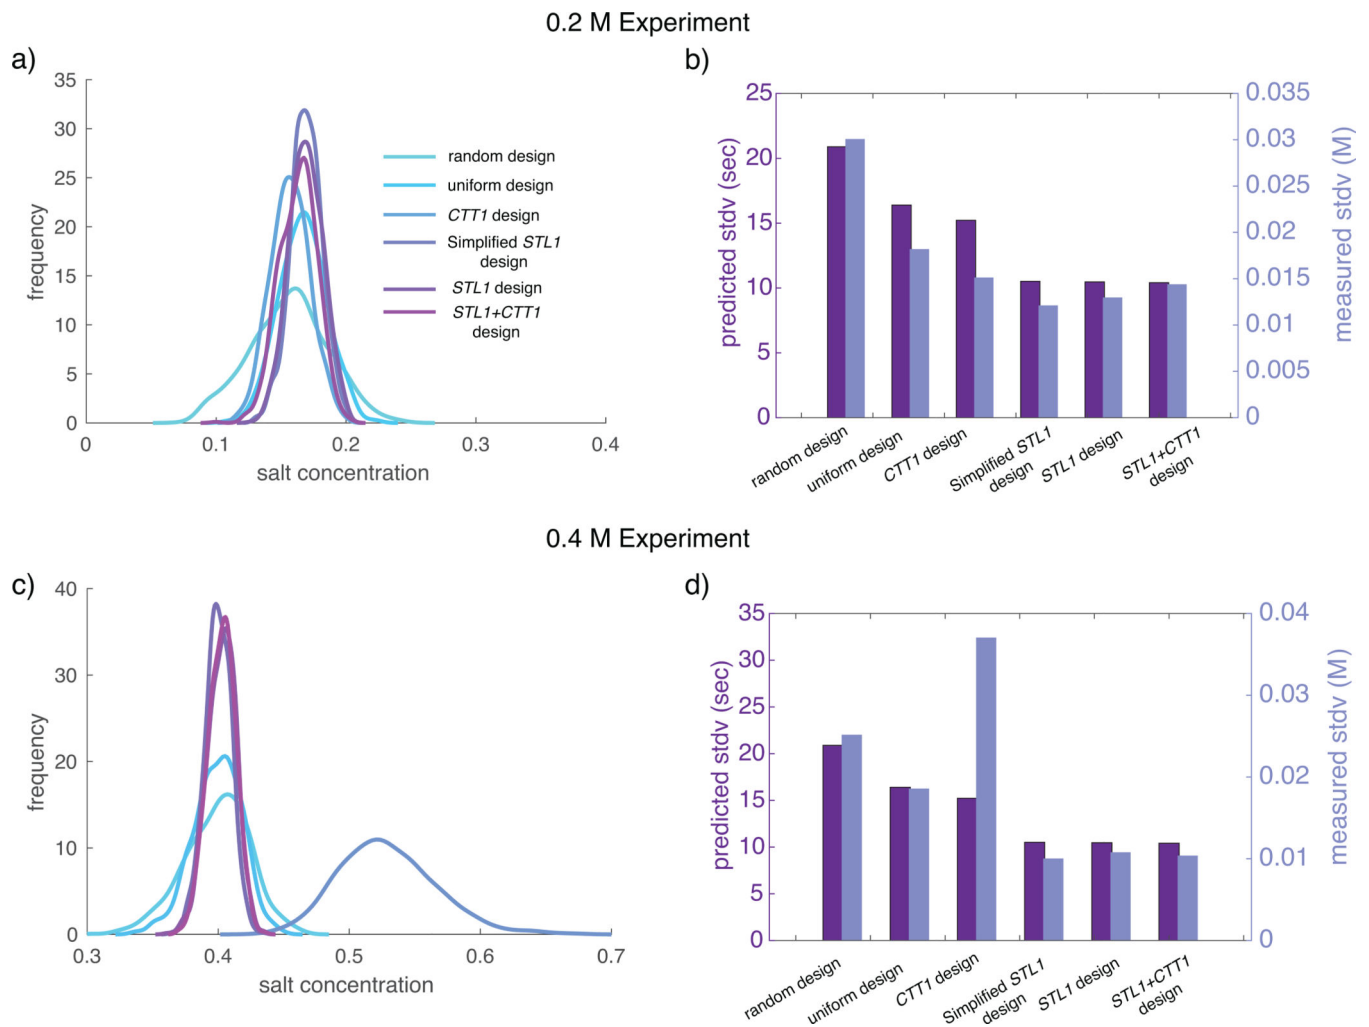 0.2 M Experiment
a)
35
30
25
20
15
10
5
0
frequency
0
0.1
0.2
0.3
0.4
salt concentration
random design
uniform design
CTT1 design
Simplified STL1
design
STL1 design
STL1+CTT1
design
b)
25
20
15
10
5
0
predicted stdv (sec)
0.035
0.03
0.025
0.02
0.015
0.01
0.005
0
measured stdv (M)
random design
uniform design
CTT1 design
Simplified STL1
design
STL1 design
STL1+CTT1
design
0.4 M Experiment
c)
40
30
20
10
0
frequency
0.3
0.4
0.5
0.6
0.7
salt concentration
d)
35
30
25
20
15
10
5
0
predicted stdv (sec)
0.04
0.03
0.02
0.01
0
measured stdv (M)
random design
uniform design
CTT1 design
Simplified STL1
design
STL1 design
STL1+CTT1
design